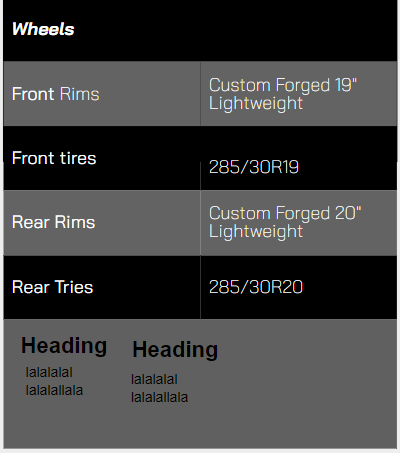 Wheels
Front Rims
Custom Forged 19"
Lightweight
Front tires
285/30R19
Rear Rims
Custom Forged 20"
Lightweight
Rear Tries
285/30R20
Heading
lalalalal
lalalallala
Heading
lalalalal
lalalallala